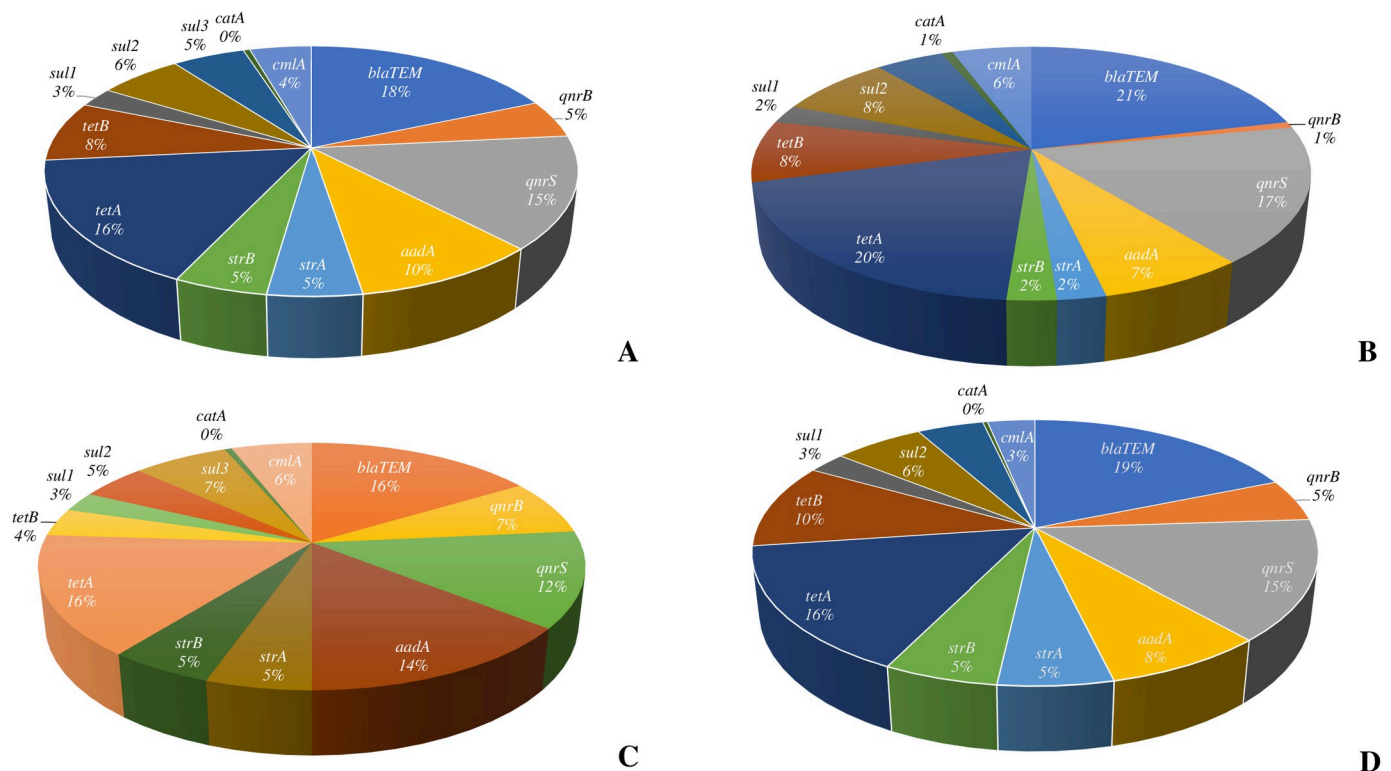 catA
0%
sul3
5%
sul2
6%
sul1
3%
tetB
8%
tetA
16%
strB
5%
strA
5%
aadA
10%
qnrS
15%
qnrB
5%
blaTEM
18%
cmlA
4%
A
catA
1%
cmlA
6%
blaTEM
21%
qnrB
1%
qnrS
17%
aadA
7%
strA
2%
strB
2%
tetA
20%
tetB
8%
sul1
2%
sul2
8%
B
catA
0%
cmlA
6%
blaTEM
16%
qnrB
7%
qnrS
12%
aadA
14%
strA
5%
strB
5%
tetA
16%
tetB
4%
sul1
3%
sul2
5%
sul3
7%
C
catA
0%
cmlA
3%
blaTEM
19%
qnrB
5%
qnrS
15%
aadA
8%
strA
5%
strB
5%
tetA
16%
tetB
10%
sul1
3%
sul2
6%
D